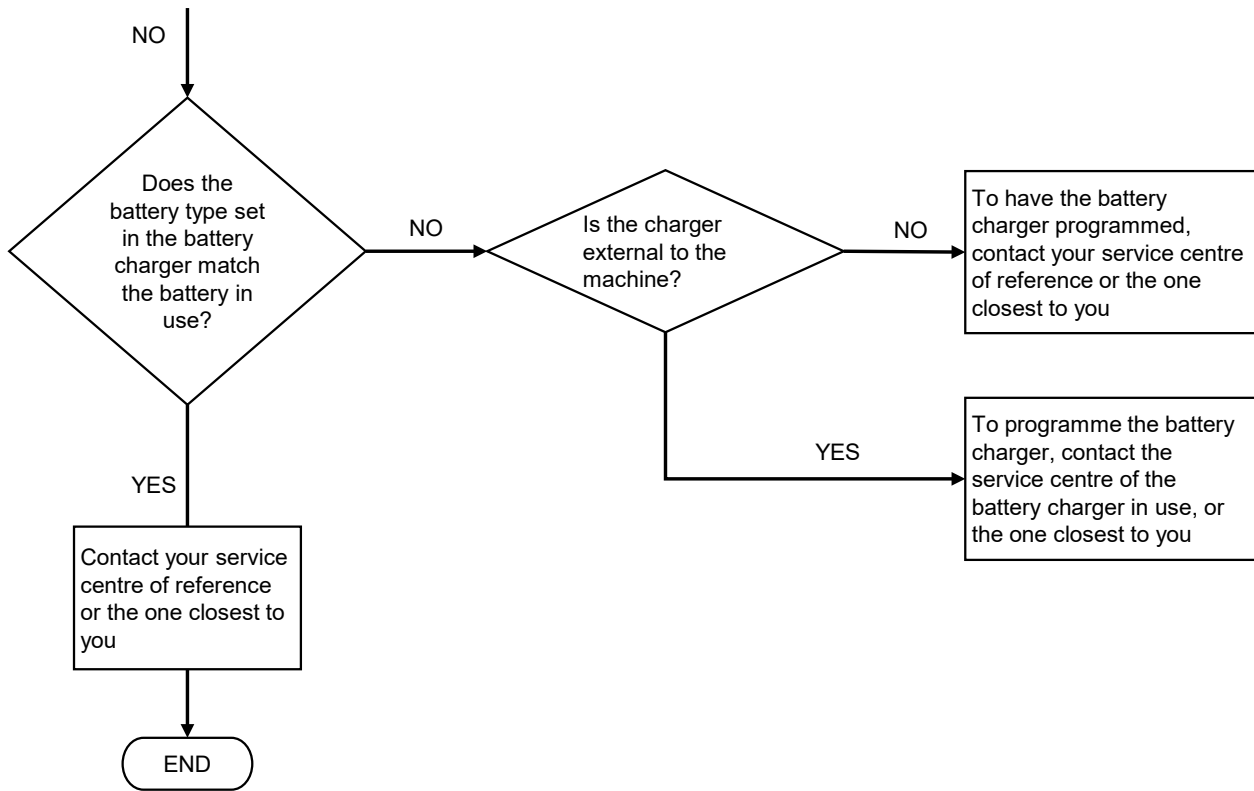 NO
Does the
battery type set
in the battery
charger match
the battery in
use?
NO
Is the charger
external to the
machine?
NO
To have the battery
charger programmed,
contact your service centre
of reference or the one
closest to you
YES
To programme the battery
charger, contact the
service centre of the
battery charger in use, or
the one closest to you
YES
Contact your service
centre of reference
or the one closest to
you
END